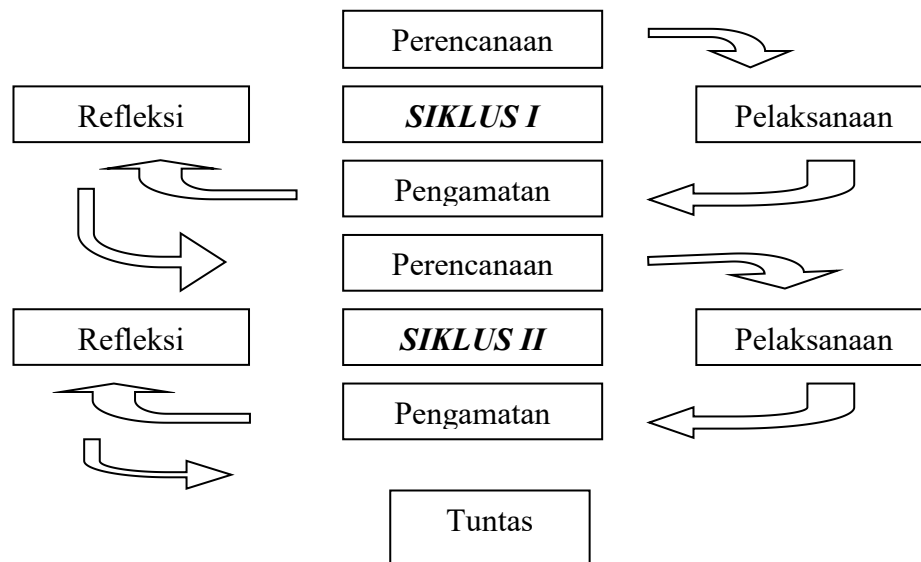 Perencanaan
Refleksi
SIKLUS I
Pelaksanaan
Pengamatan
Perencanaan
Refleksi
SIKLUS II
Pelaksanaan
Pengamatan
Tuntas